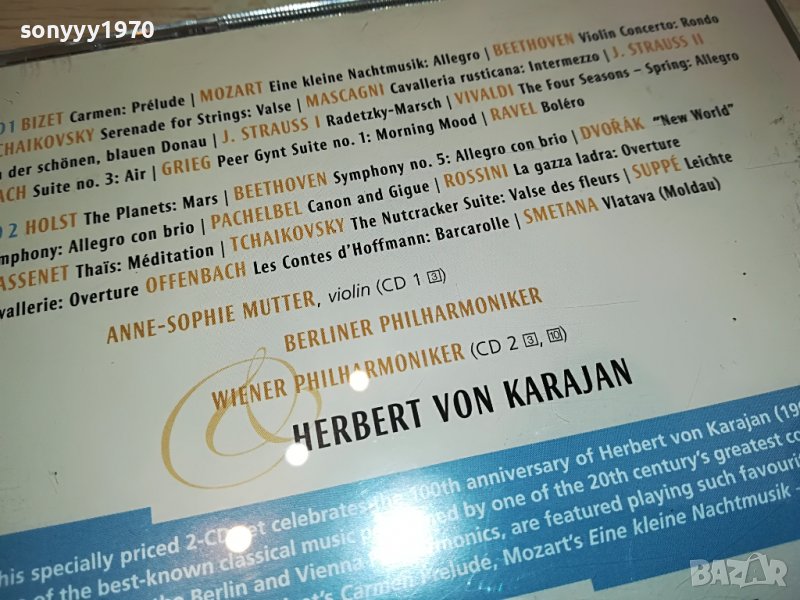 sonyyy1970
D1 BIZET Carmen: Prélude | MOZART Eine kleine Nachtmusik: Allegro | BEETHOVEN Violin Concerto: Rondo
CHAIKOVSKY Serenade for Strings: Valse | MASCAGNI Cavalleria rusticana: Intermezzo | J. STRAUSS II
n der schönen, blauen Donau | J. STRAUSS I Radetzky-Marsch | VIVALDI The Four Seasons – Spring: Allegro
ACH Suite no. 3: Air | GRIEG Peer Gynt Suite no. 1: Morning Mood | RAVEL Boléro
D 2 HOLST The Planets: Mars | BEETHOVEN Symphony no. 5: Allegro con brio | DVOŘÁK "New World"
mphony: Allegro con brio | PACHELBEL Canon and Gigue | ROSSINI La gazza ladra: Overture
ASSENET Thaïs: Méditation | TCHAIKOVSKY The Nutcracker Suite: Valse des fleurs | SUPPÉ Leichte
vallerie: Overture OFFENBACH Les Contes d'Hoffmann: Barcarolle | SMETANA Vlatava (Moldau)
ANNE-SOPHIE MUTTER, violin (CD 1 3)
BERLINER PHILHARMONIKER
WIENER PHILHARMONIKER (CD 2 3, 10)
& HERBERT VON KARAJAN
his specially priced 2-CD set celebrates the 100th anniversary of Herbert von Karajan (19
of the best-known classical music by one of the 20th century's greatest co
the Berlin and Vienna are featured playing such favouri
Carmen Prelude, Mozart's Eine kleine Nachtmusik –
BAZAR